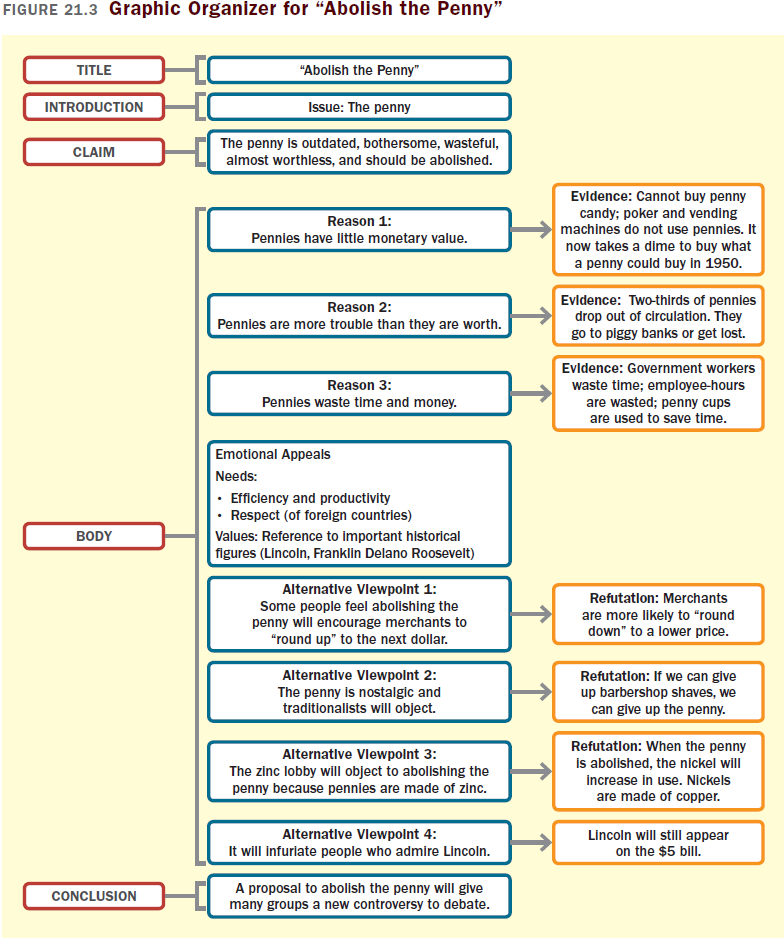 FIGURE 21.3 Graphic Organizer for “Abolish the Penny”
TITLE
“Abolish the Penny”
INTRODUCTION
Issue: The penny
CLAIM
The penny is outdated, bothersome, wasteful,
almost worthless, and should be abolished.
BODY
Reason 1:
Pennies have little monetary value.
Evidence: Cannot buy penny
candy; poker and vending
machines do not use pennies. It
now takes a dime to buy what
a penny could buy in 1950.
Reason 2:
Pennies are more trouble than they are worth.
Evidence: Two-thirds of pennies
drop out of circulation. They
go to piggy banks or get lost.
Reason 3:
Pennies waste time and money.
Evidence: Government workers
waste time; employee-hours
are wasted; penny cups
are used to save time.
Emotional Appeals
Needs:
• Efficiency and productivity
• Respect (of foreign countries)
Values: Reference to important historical
figures (Lincoln, Franklin Delano Roosevelt)
Alternative Viewpoint 1:
Some people feel abolishing the
penny will encourage merchants to
“round up” to the next dollar.
Refutation: Merchants
are more likely to “round
down” to a lower price.
Alternative Viewpoint 2:
The penny is nostalgic and
traditionalists will object.
Refutation: If we can give
up barbershop shaves, we
can give up the penny.
Alternative Viewpoint 3:
The zinc lobby will object to abolishing the
penny because pennies are made of zinc.
Refutation: When the penny
is abolished, the nickel will
increase in use. Nickels
are made of copper.
Alternative Viewpoint 4:
It will infuriate people who admire Lincoln.
Lincoln will still appear
on the $5 bill.
CONCLUSION
A proposal to abolish the penny will give
many groups a new controversy to debate.